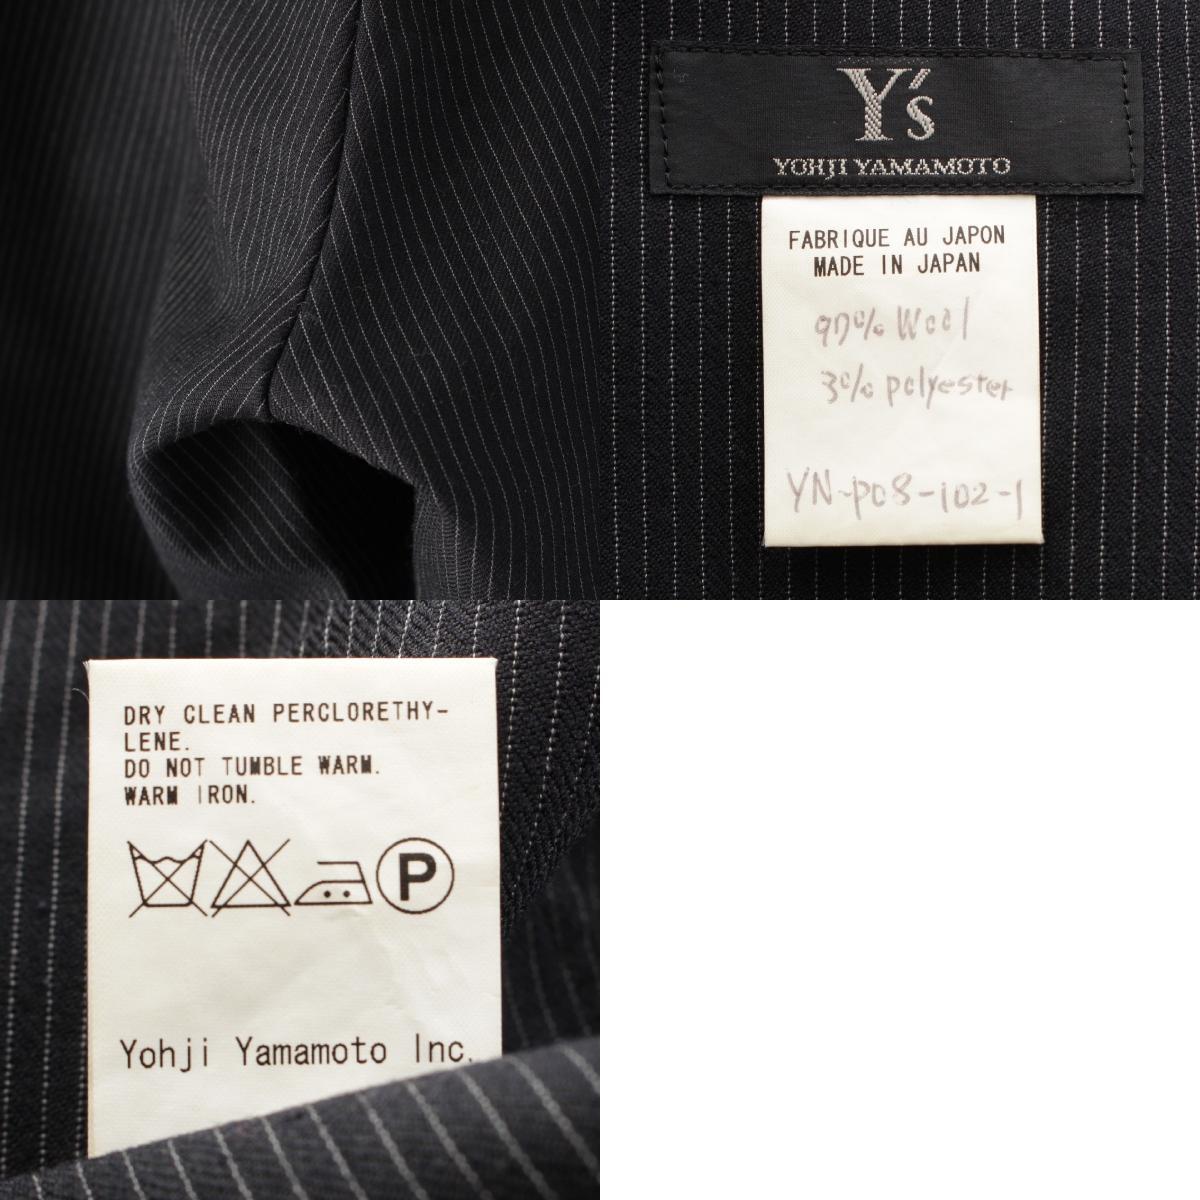 Y's
YOHJI YAMAMOTO
FABRIQUE AU JAPON
MADE IN JAPAN
97% Wool
3% polyester
YN-P08-102-1
DRY CLEAN PERCLORETHY-
LENE.
DO NOT TUMBLE WARM.
WARM IRON.
P
Yohji Yamamoto Inc.